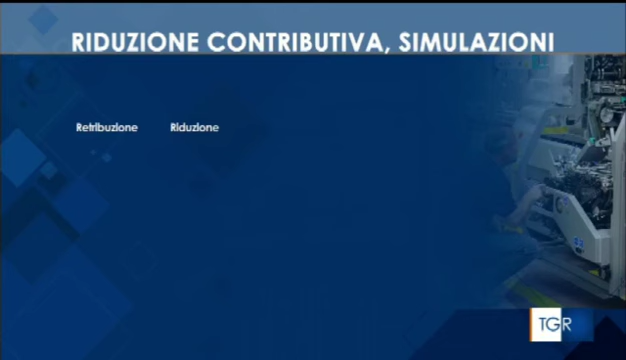 RIDUZIONE CONTRIBUTIVA, SIMULAZIONI
Retribuzione Riduzione
TGR